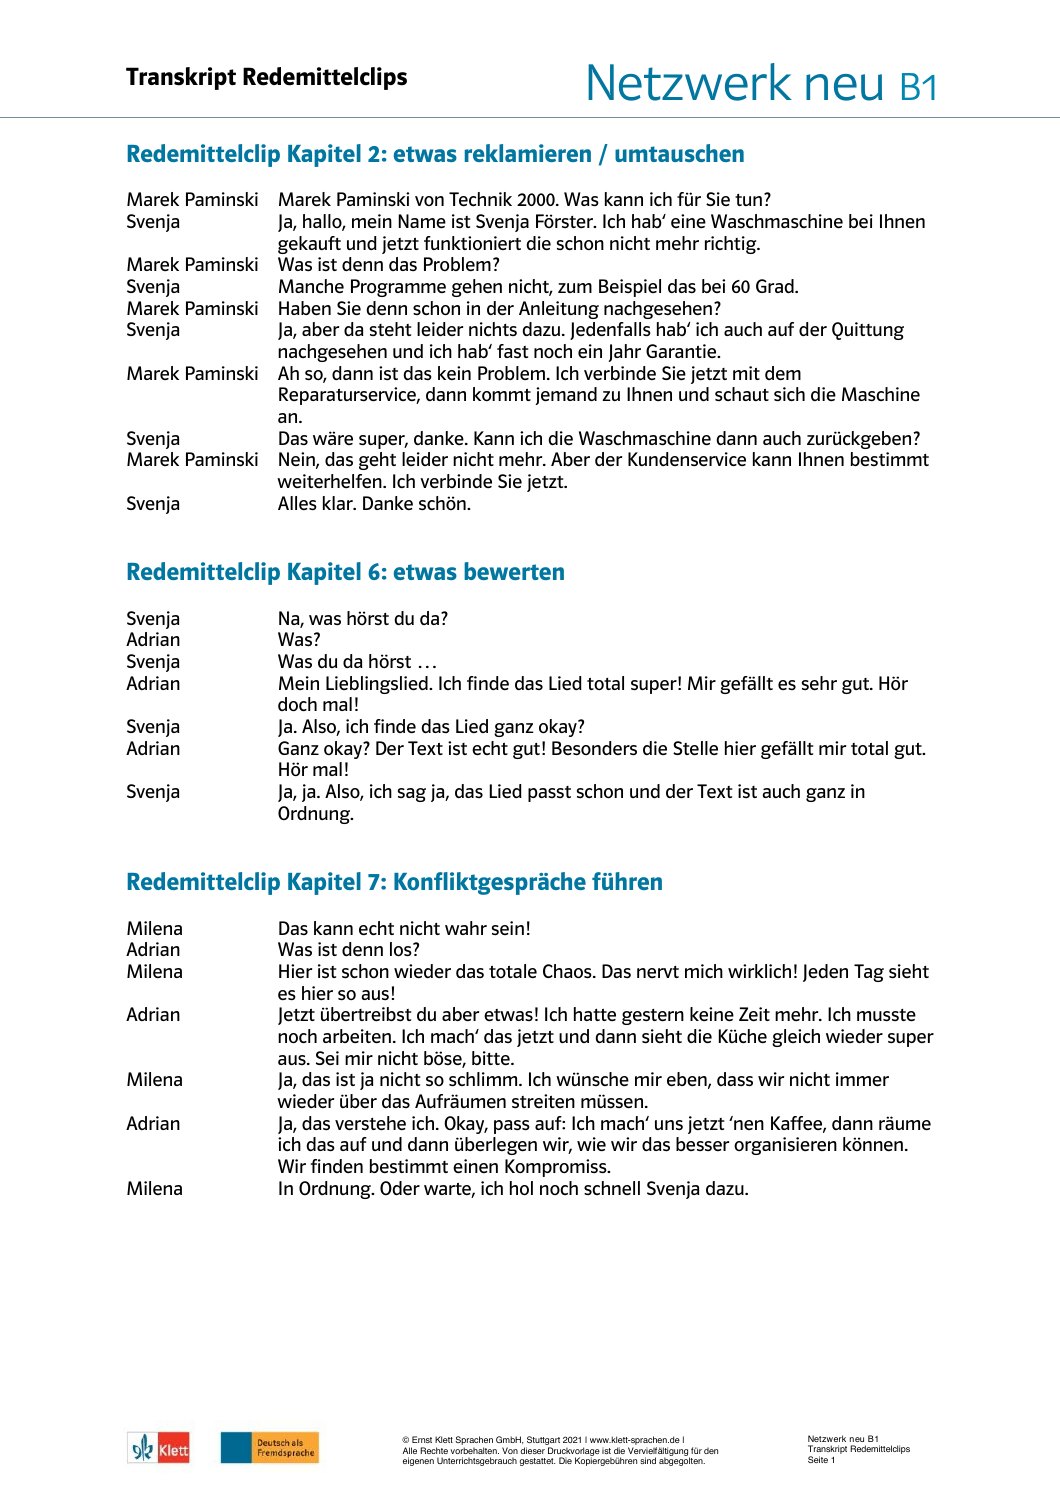 Transkript Redemittelclips
Netzwerk neu B1
Redemittelclip Kapitel 2: etwas reklamieren / umtauschen
Marek Paminski Marek Paminski von Technik 2000. Was kann ich für Sie tun?
Svenja Ja, hallo, mein Name ist Svenja Förster. Ich hab‘ eine Waschmaschine bei Ihnen
gekauft und jetzt funktioniert die schon nicht mehr richtig.
Marek Paminski Was ist denn das Problem?
Svenja Manche Programme gehen nicht, zum Beispiel das bei 60 Grad.
Marek Paminski Haben Sie denn schon in der Anleitung nachgesehen?
Svenja Ja, aber da steht leider nichts dazu. Jedenfalls hab‘ ich auch auf der Quittung
nachgesehen und ich hab‘ fast noch ein Jahr Garantie.
Marek Paminski Ah so, dann ist das kein Problem. Ich verbinde Sie jetzt mit dem
Reparaturservice, dann kommt jemand zu Ihnen und schaut sich die Maschine
an.
Svenja Das wäre super, danke. Kann ich die Waschmaschine dann auch zurückgeben?
Marek Paminski Nein, das geht leider nicht mehr. Aber der Kundenservice kann Ihnen bestimmt
weiterhelfen. Ich verbinde Sie jetzt.
Svenja Alles klar. Danke schön.
Redemittelclip Kapitel 6: etwas bewerten
Svenja Na, was hörst du da?
Adrian Was?
Svenja Was du da hörst …
Adrian Mein Lieblingslied. Ich finde das Lied total super! Mir gefällt es sehr gut. Hör
doch mal!
Svenja Ja. Also, ich finde das Lied ganz okay?
Adrian Ganz okay? Der Text ist echt gut! Besonders die Stelle hier gefällt mir total gut.
Hör mal!
Svenja Ja, ja. Also, ich sag ja, das Lied passt schon und der Text ist auch ganz in
Ordnung.
Redemittelclip Kapitel 7: Konfliktgespräche führen
Milena Das kann echt nicht wahr sein!
Adrian Was ist denn los?
Milena Hier ist schon wieder das totale Chaos. Das nervt mich wirklich! Jeden Tag sieht
es hier so aus!
Adrian Jetzt übertreibst du aber etwas! Ich hatte gestern keine Zeit mehr. Ich musste
noch arbeiten. Ich mach‘ das jetzt und dann sieht die Küche gleich wieder super
aus. Sei mir nicht böse, bitte.
Milena Ja, das ist ja nicht so schlimm. Ich wünsche mir eben, dass wir nicht immer
wieder über das Aufräumen streiten müssen.
Adrian Ja, das verstehe ich. Okay, pass auf: Ich mach‘ uns jetzt ‘nen Kaffee, dann räume
ich das auf und dann überlegen wir, wie wir das besser organisieren können.
Wir finden bestimmt einen Kompromiss.
Milena In Ordnung. Oder warte, ich hol noch schnell Svenja dazu.
Klett
Deutsch als
Fremdsprache
© Ernst Klett Sprachen GmbH, Stuttgart 2021 | www.klett-sprachen.de |
Alle Rechte vorbehalten. Von dieser Druckvorlage ist die Vervielfältigung für den
eigenen Unterrichtsgebrauch gestattet. Die Kopiergebühren sind abgegolten.
Netzwerk neu B1
Transkript Redemittelclips
Seite 1